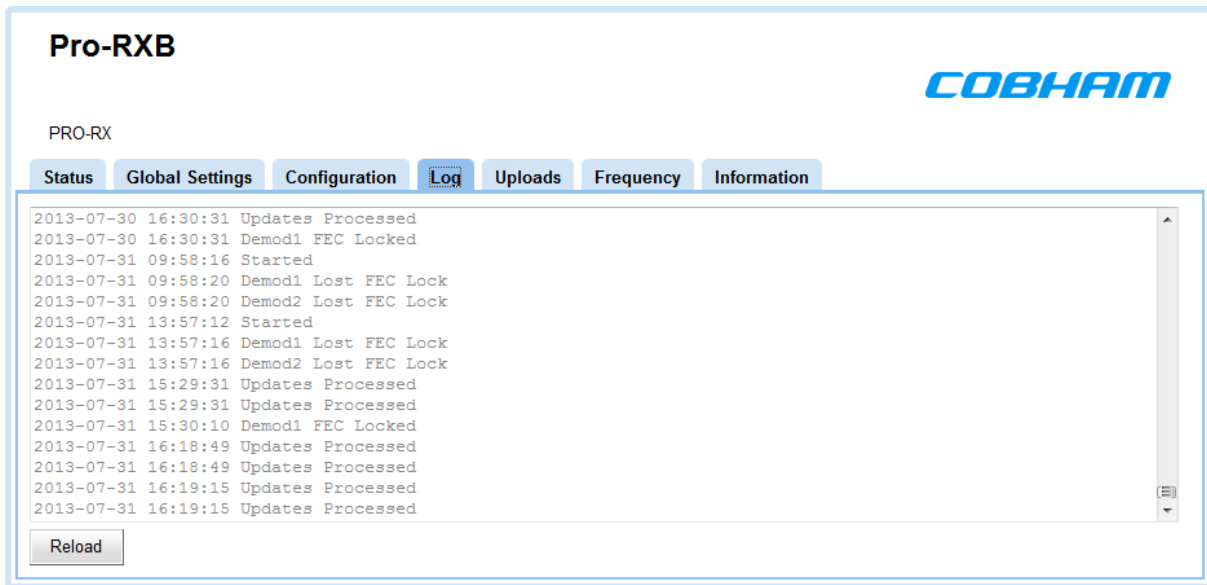 Pro-RXB
COBHAM
PRO-RX
Status Global Settings Configuration Log Uploads Frequency Information
2013-07-30 16:30:31 Updates Processed
2013-07-30 16:30:31 Demod1 FEC Locked
2013-07-31 09:58:16 Started
2013-07-31 09:58:20 Demod1 Lost FEC Lock
2013-07-31 09:58:20 Demod2 Lost FEC Lock
2013-07-31 13:57:12 Started
2013-07-31 13:57:16 Demod1 Lost FEC Lock
2013-07-31 13:57:16 Demod2 Lost FEC Lock
2013-07-31 15:29:31 Updates Processed
2013-07-31 15:29:31 Updates Processed
2013-07-31 15:30:10 Demod1 FEC Locked
2013-07-31 16:18:49 Updates Processed
2013-07-31 16:18:49 Updates Processed
2013-07-31 16:19:15 Updates Processed
2013-07-31 16:19:15 Updates Processed
Reload